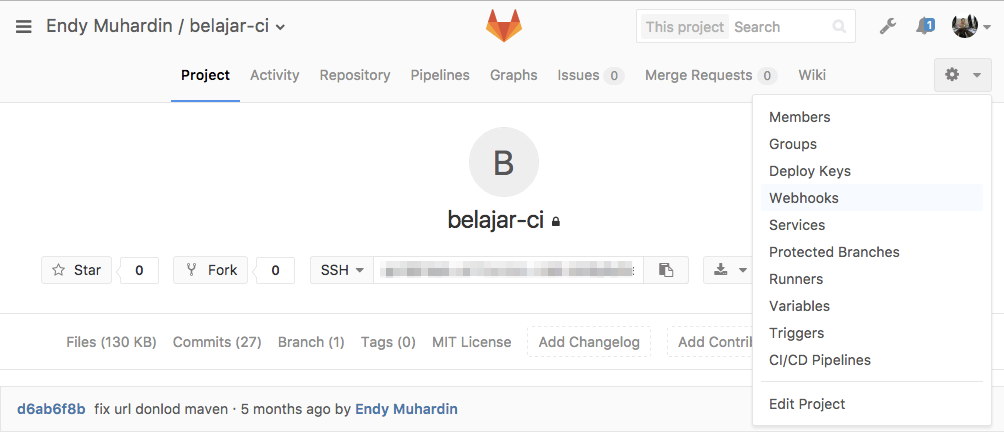 Endy Muhardin / belajar-ci
This project Search
1
Project Activity Repository Pipelines Graphs Issues 0 Merge Requests 0 Wiki
Members
Groups
Deploy Keys
Webhooks
Services
Protected Branches
Runners
Variables
Triggers
CI/CD Pipelines
Edit Project
B
belajar-ci
Star 0 Fork 0 SSH
Files (130 KB) Commits (27) Branch (1) Tags (0) MIT License Add Changelog Add Contrib
d6ab6f8b fix url donlod maven · 5 months ago by Endy Muhardin